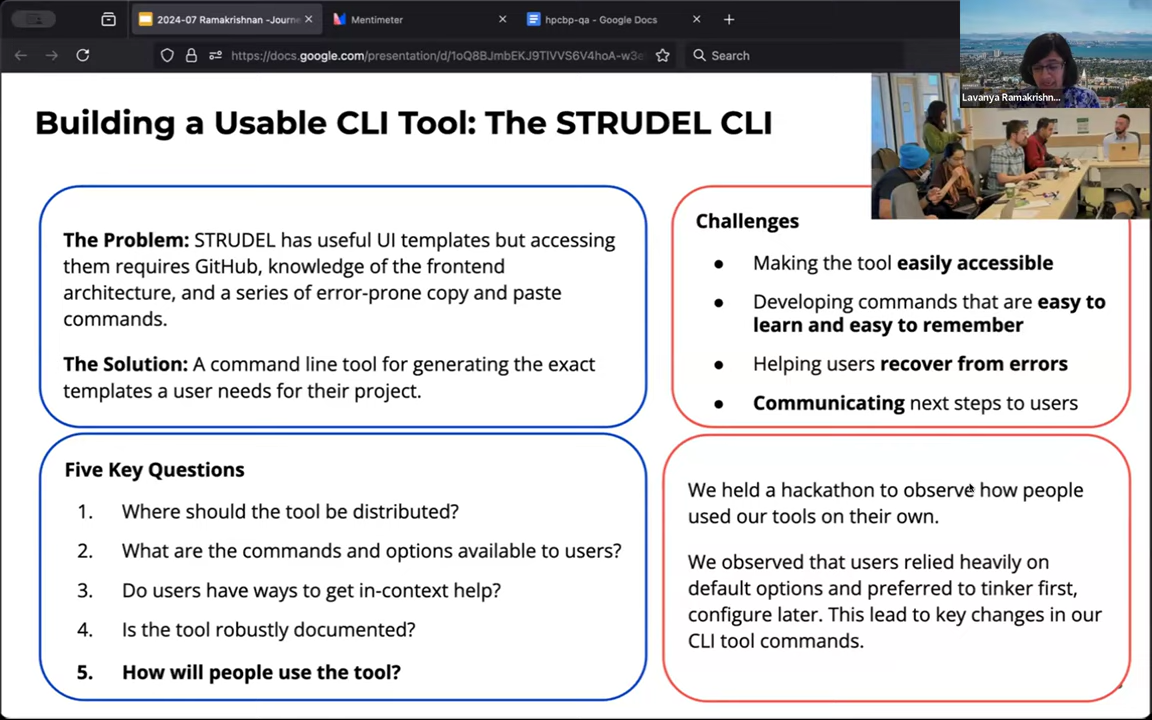 2024-07 Ramakrishnan -Journe
Mentimeter
hpcbp-qa - Google Docs
https://docs.google.com/presentation/d/1oQ8BJmbEKJ9TlVVS6V4hoA-w3e
Search
Lavanya Ramakrishn...
Building a Usable CLI Tool: The STRUDEL CLI
The Problem: STRUDEL has useful UI templates but accessing
them requires GitHub, knowledge of the frontend
architecture, and a series of error-prone copy and paste
commands.
The Solution: A command line tool for generating the exact
templates a user needs for their project.
Challenges
● Making the tool easily accessible
● Developing commands that are easy to
learn and easy to remember
● Helping users recover from errors
● Communicating next steps to users
Five Key Questions
1. Where should the tool be distributed?
2. What are the commands and options available to users?
3. Do users have ways to get in-context help?
4. Is the tool robustly documented?
5. How will people use the tool?
We held a hackathon to observe how people
used our tools on their own.
We observed that users relied heavily on
default options and preferred to tinker first,
configure later. This lead to key changes in our
CLI tool commands.